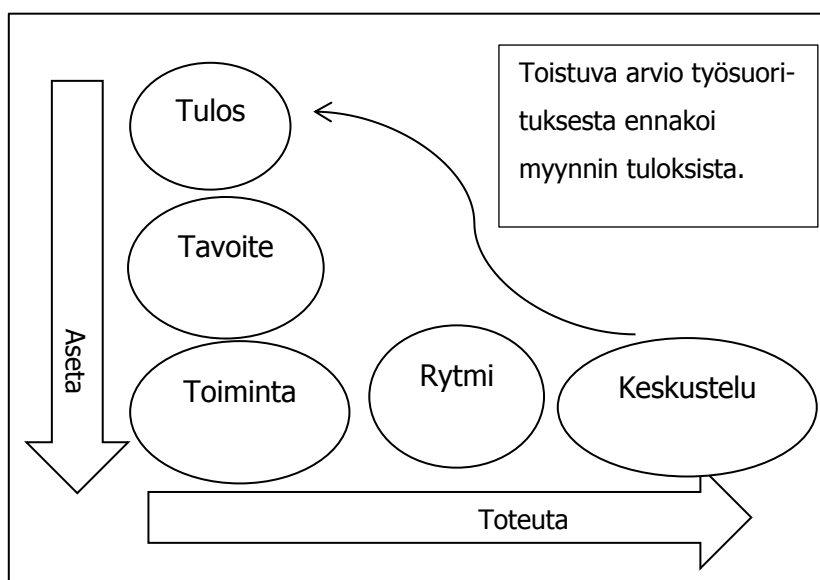 Tulos
Toistuva arvio työsuori-
tuksesta ennakoi
myynnin tuloksista.
Tavoite
Aseta
Toiminta
Rytmi
Keskustelu
Toteuta